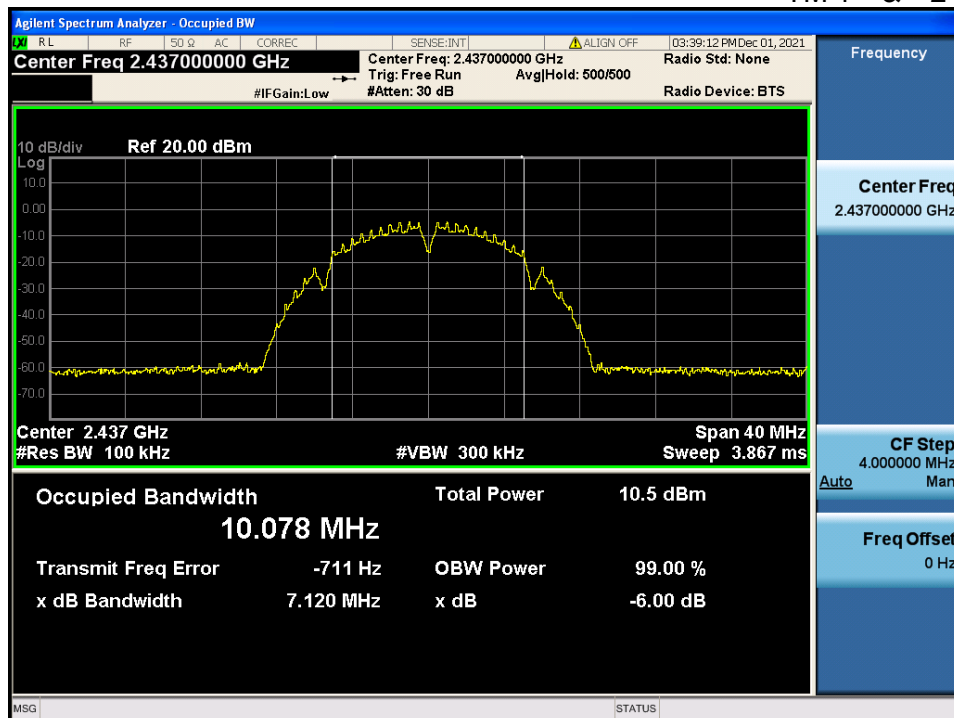 Agilent Spectrum Analyzer - Occupied BW
LXI RL RF 50 Ω AC CORREC SENSE:INT ALIGN OFF 03:39:12 PM Dec 01, 2021
Center Freq 2.437000000 GHz
Center Freq: 2.437000000 GHz
Radio Std: None
Trig: Free Run Avg|Hold: 500/500
#IFGain:Low
#Atten: 30 dB
Radio Device: BTS
10 dB/div Ref 20.00 dBm
Log
10.0
0.00
-10.0
-20.0
-30.0
-40.0
-50.0
-60.0
-70.0
Center 2.437 GHz Span 40 MHz
#Res BW 100 kHz #VBW 300 kHz Sweep 3.867 ms
Occupied Bandwidth Total Power 10.5 dBm
10.078 MHz
Transmit Freq Error -711 Hz OBW Power 99.00 %
x dB Bandwidth 7.120 MHz x dB -6.00 dB
MSG STATUS
Frequency
Center Freq
2.437000000 GHz
CF Step
4.000000 MHz
Auto Man
Freq Offset
0 Hz